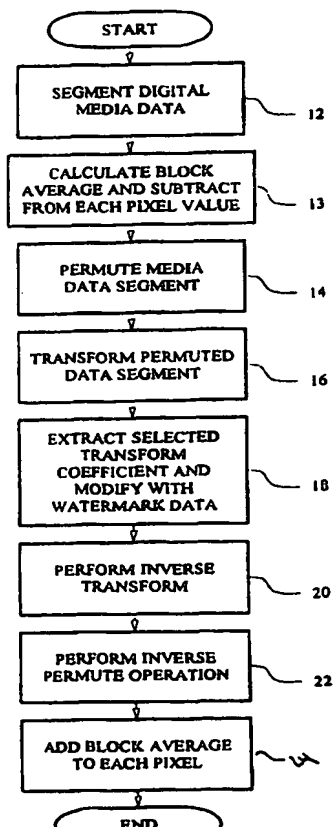 START
SEGMENT DIGITAL
MEDIA DATA
12
CALCULATE BLOCK
AVERAGE AND SUBTRACT
FROM EACH PIXEL VALUE
13
PERMUTE MEDIA
DATA SEGMENT
14
TRANSFORM PERMUTED
DATA SEGMENT
16
EXTRACT SELECTED
TRANSFORM
COEFFICIENT AND
MODIFY WITH
WATERMARK DATA
18
PERFORM INVERSE
TRANSFORM
20
PERFORM INVERSE
PERMUTE OPERATION
22
ADD BLOCK AVERAGE
TO EACH PIXEL
24
END